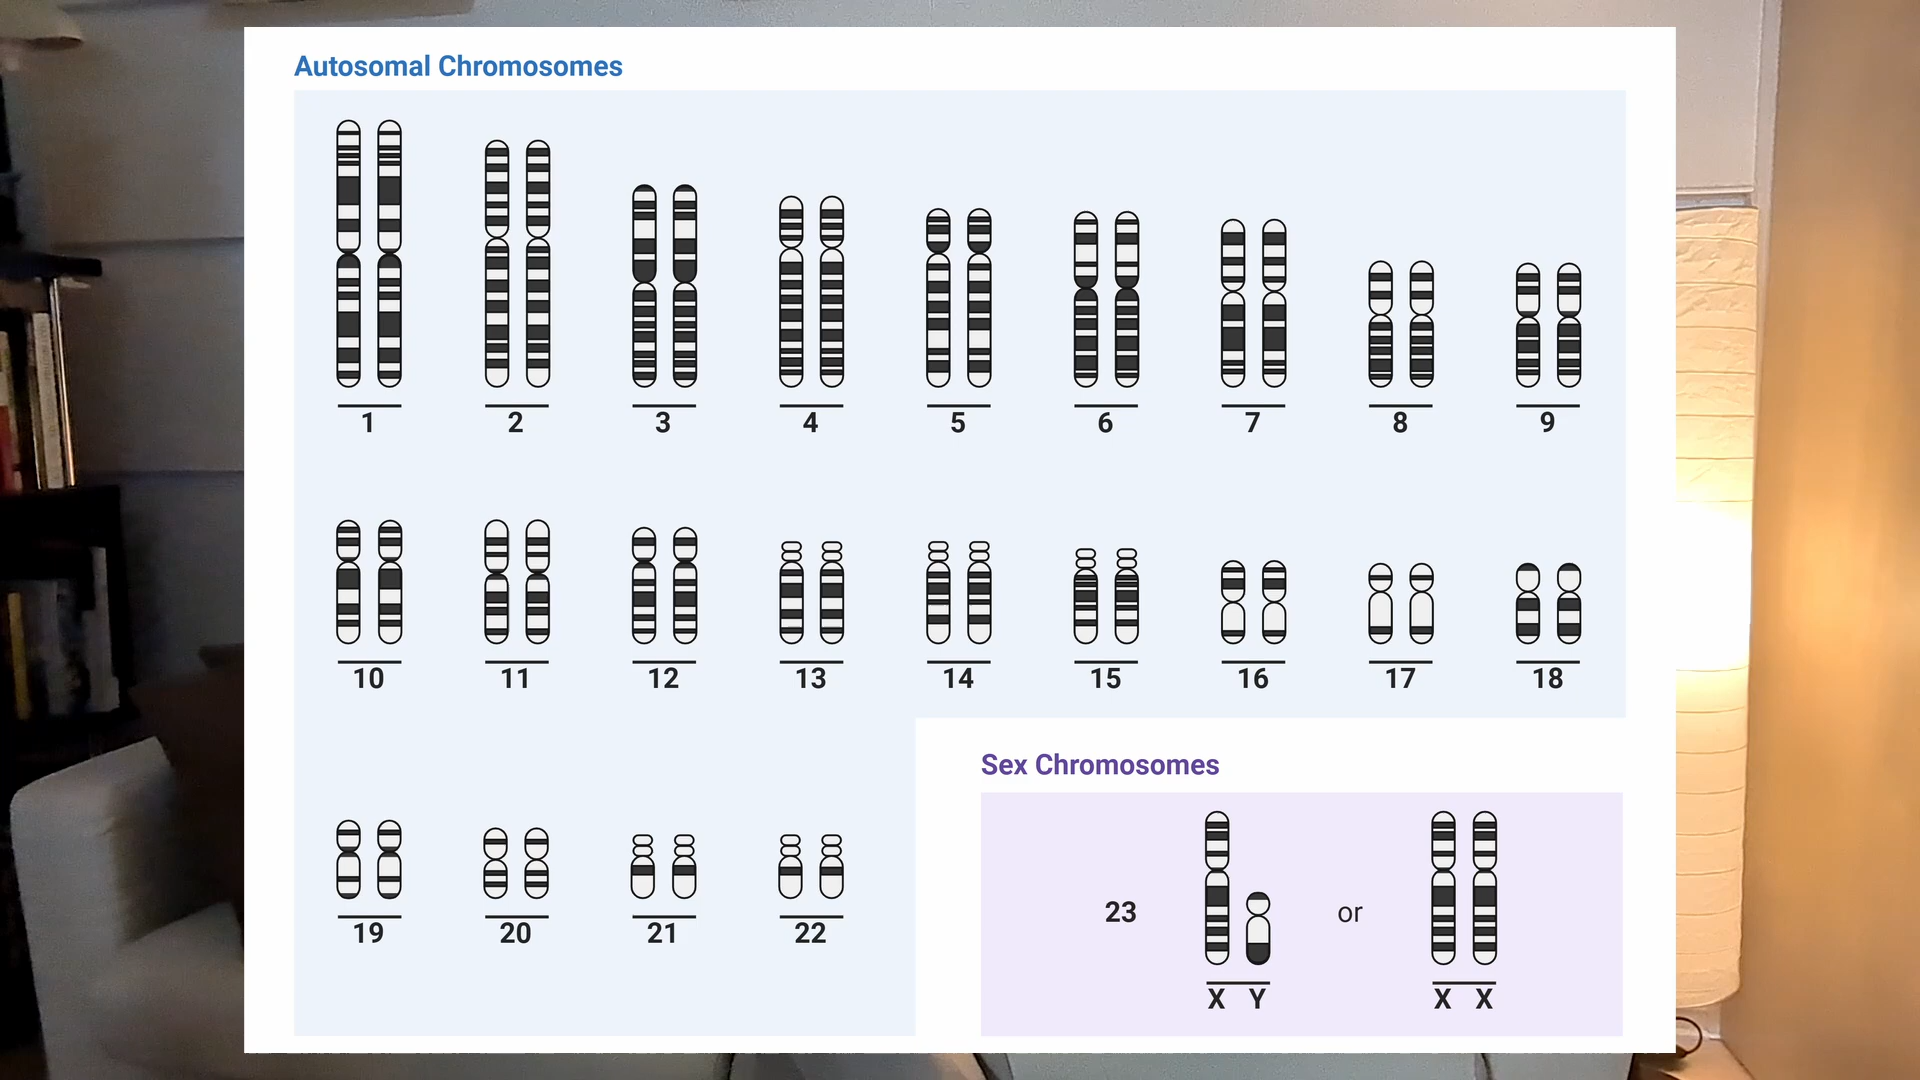 Autosomal Chromosomes
1 2 3 4 5 6 7 8 9
10 11 12 13 14 15 16 17 18
Sex Chromosomes
19 20 21 22
23 or
X Y X X